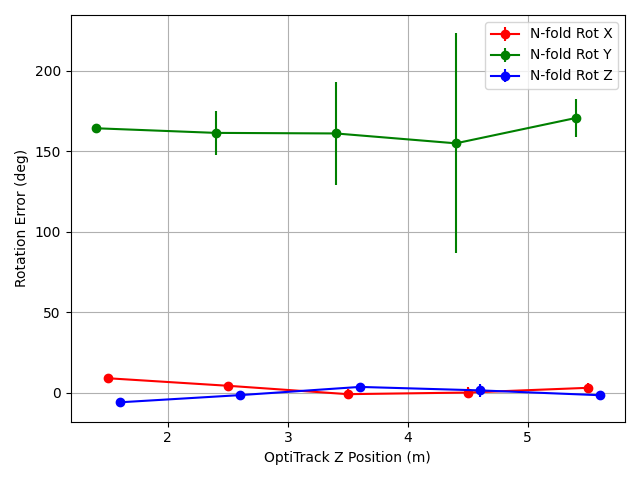 N-fold Rot X
N-fold Rot Y
N-fold Rot Z
Rotation Error (deg)
200
150
100
50
0
2
3
4
5
OptiTrack Z Position (m)